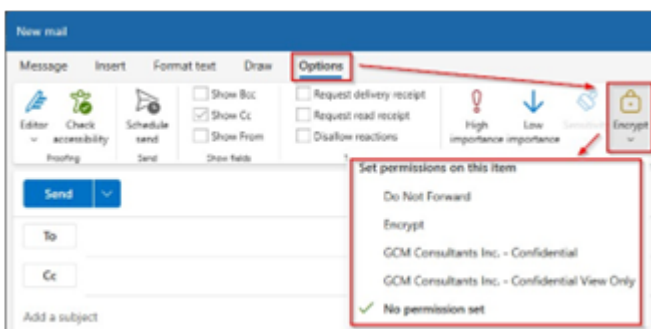 New mail
Message Insert Format text Draw Options
Editor
Check accessibility
Proofing
Schedule send
Send
Show Bcc
Show Cc
Show From
Show fields
Request delivery receipt
Request read receipt
Disallow reactions
High importance
Low importance
Encrypt
Set permissions on this item
Do Not Forward
Encrypt
GCM Consultants Inc. - Confidential
GCM Consultants Inc. - Confidential View Only
No permission set
Send
To
Cc
Add a subject